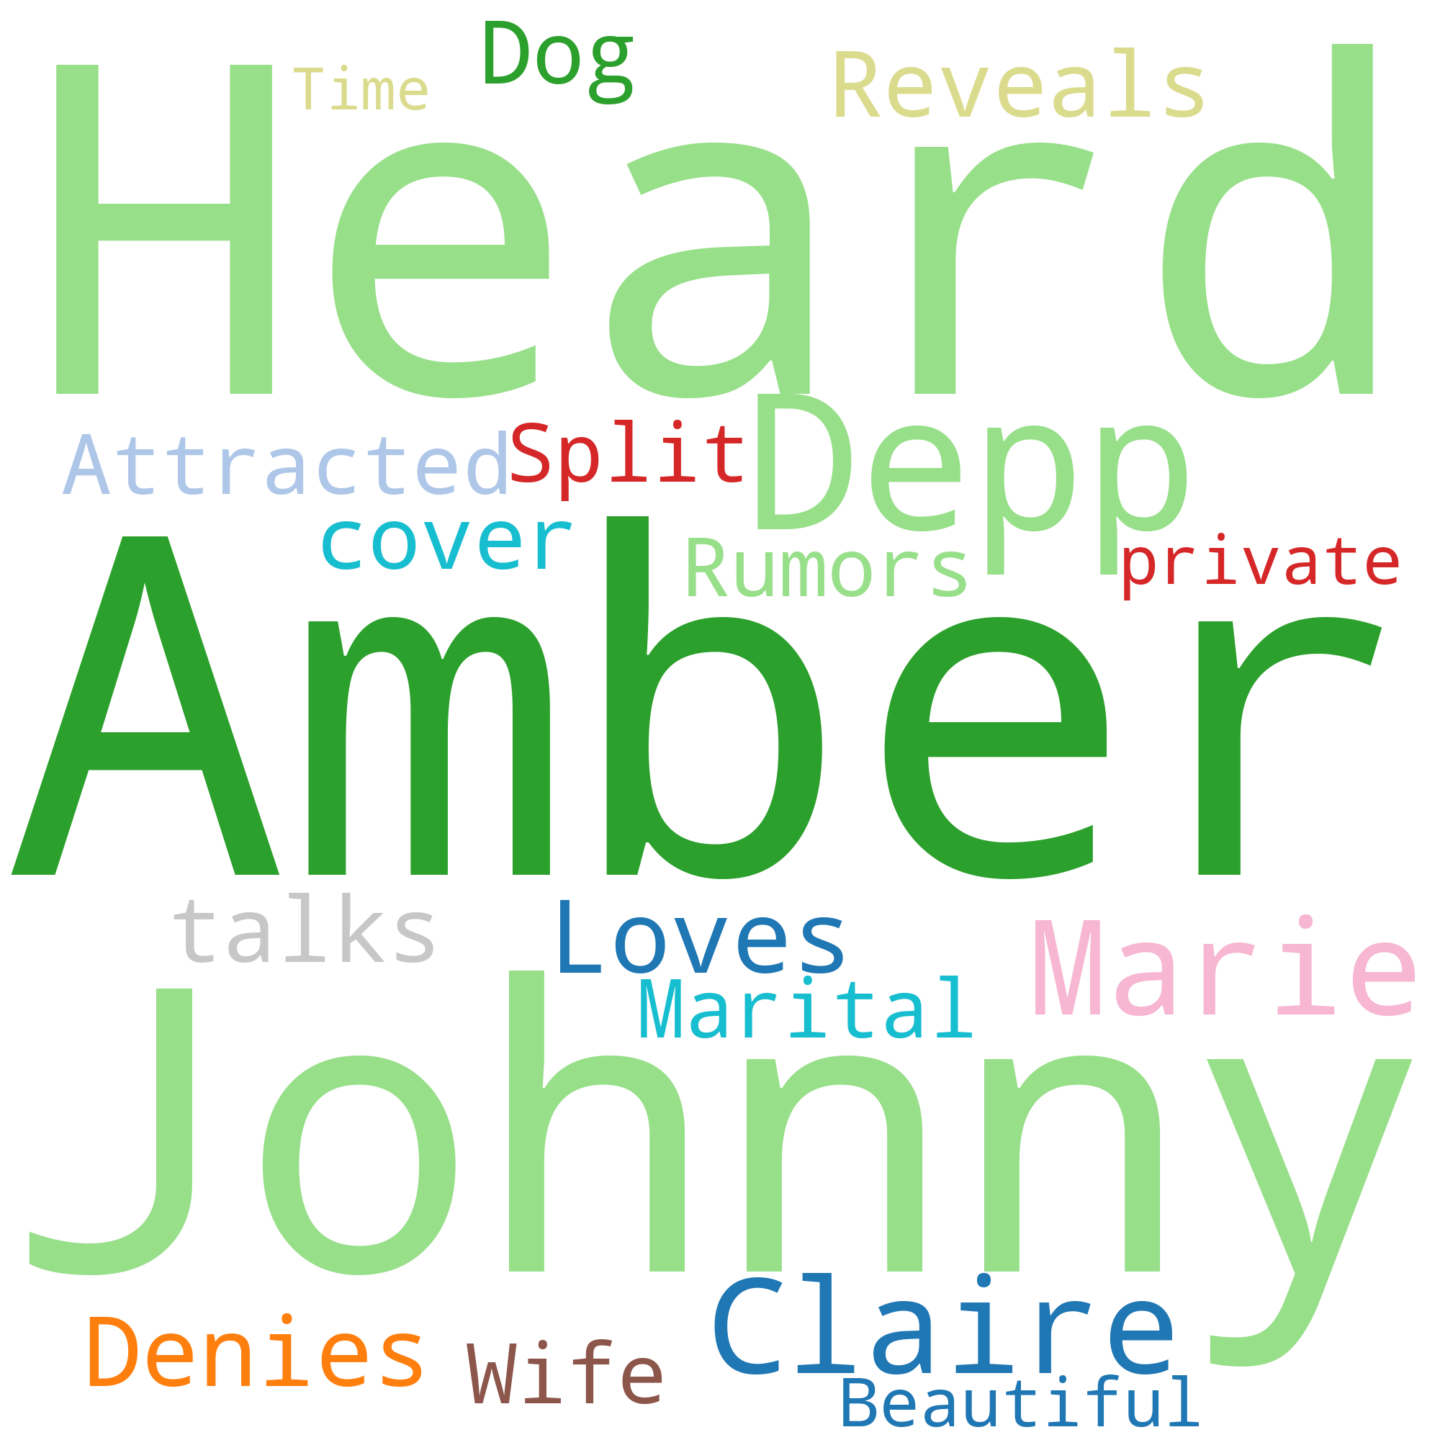 Dog
Time Reveals
Heard
Attracted Split Depp
cover Rumors private
Amber
talks Loves Marie
Marital
Johnny
Denies Wife Claire
Beautiful